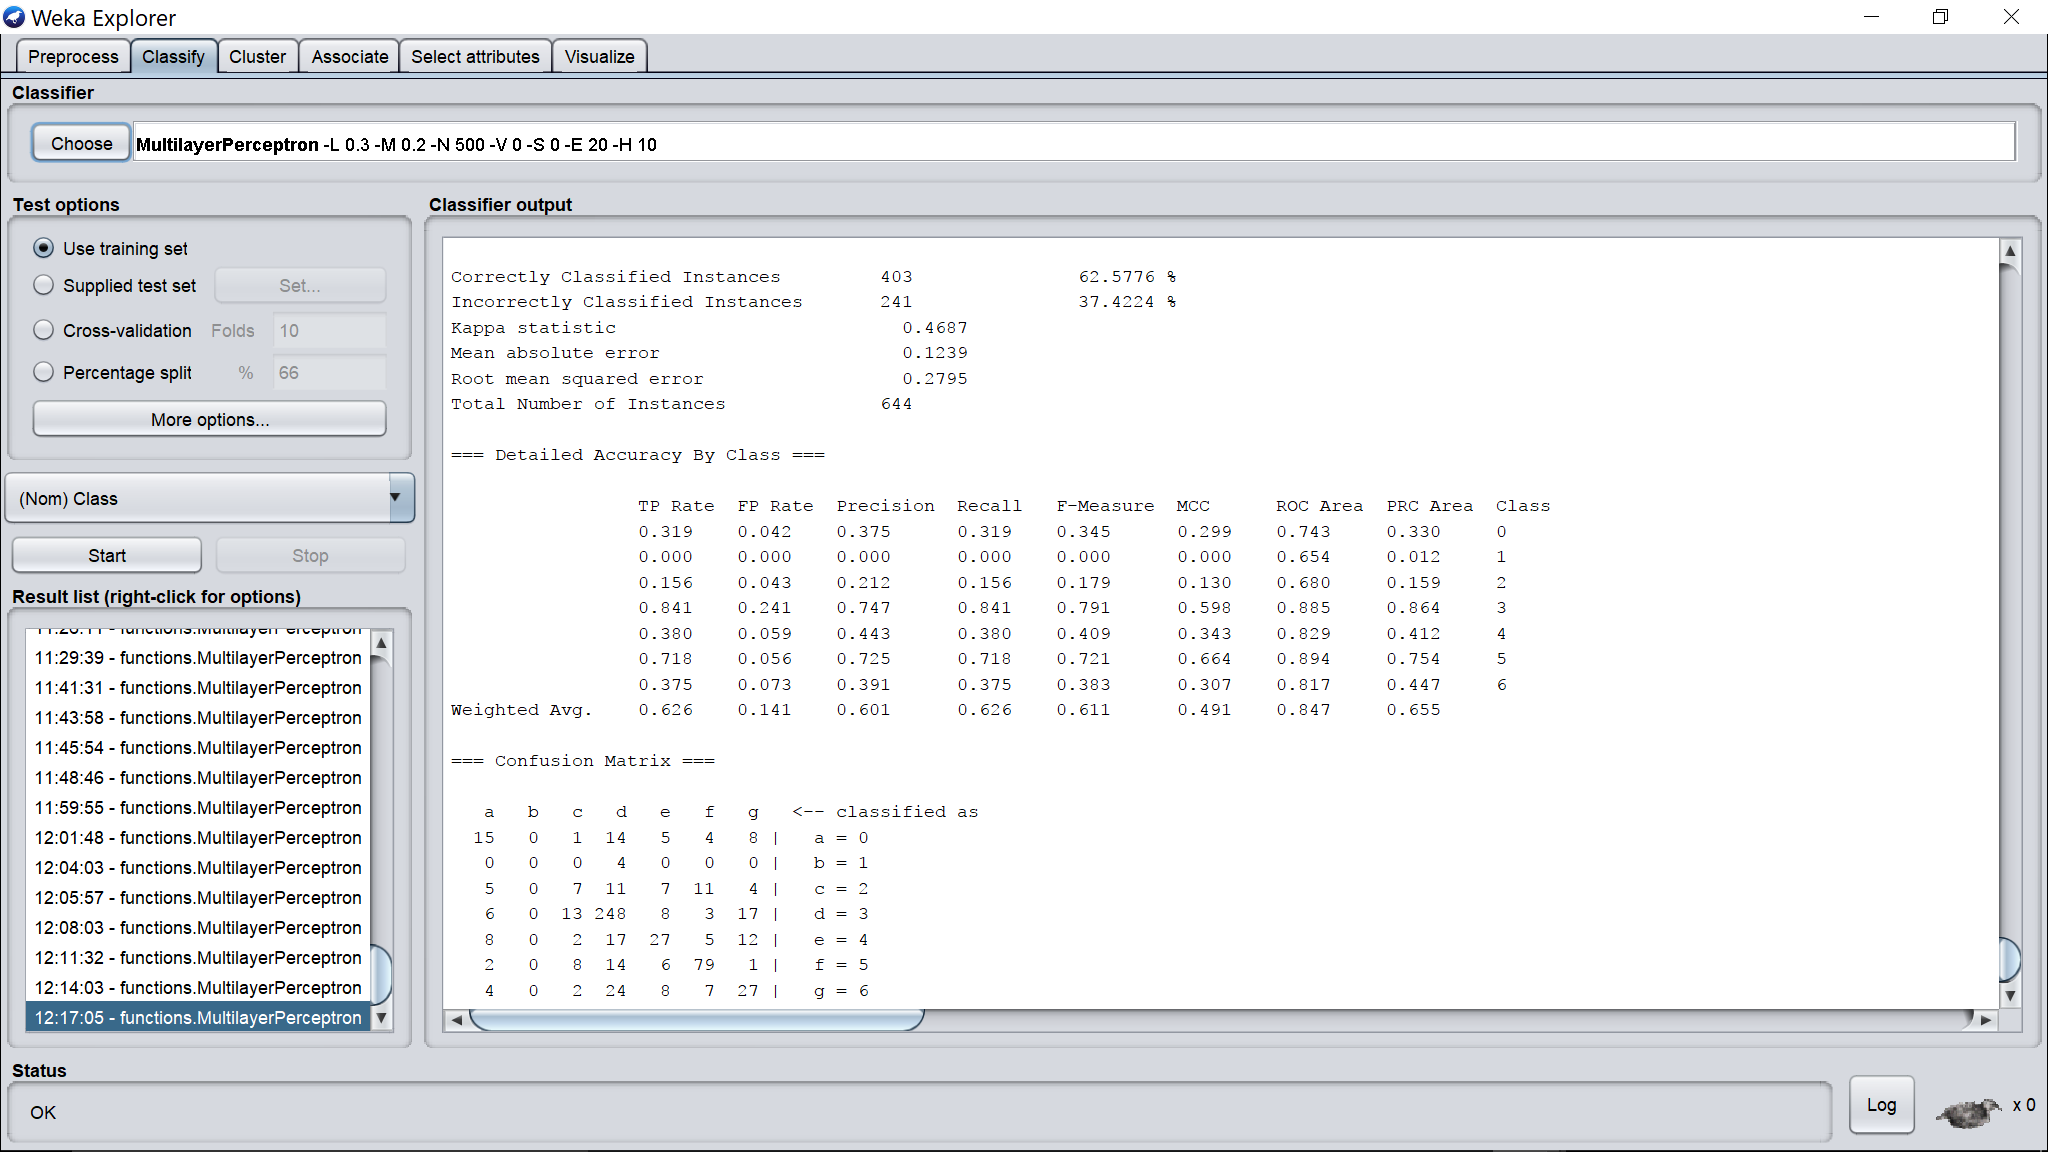 Weka Explorer
Preprocess Classify Cluster Associate Select attributes Visualize
Classifier
Choose MultilayerPerceptron -L 0.3 -M 0.2 -N 500 -V 0 -S 0 -E 20 -H 10
Test options
Use training set
Supplied test set Set...
Cross-validation Folds 10
Percentage split % 66
More options...
(Nom) Class
Start Stop
Result list (right-click for options)
functions.MultilayerPerceptron
11:29:39 - functions.MultilayerPerceptron
11:41:31 - functions.MultilayerPerceptron
11:43:58 - functions.MultilayerPerceptron
11:45:54 - functions.MultilayerPerceptron
11:48:46 - functions.MultilayerPerceptron
11:59:55 - functions.MultilayerPerceptron
12:01:48 - functions.MultilayerPerceptron
12:04:03 - functions.MultilayerPerceptron
12:05:57 - functions.MultilayerPerceptron
12:08:03 - functions.MultilayerPerceptron
12:11:32 - functions.MultilayerPerceptron
12:14:03 - functions.MultilayerPerceptron
12:17:05 - functions.MultilayerPerceptron
Classifier output
Correctly Classified Instances 403 62.5776 %
Incorrectly Classified Instances 241 37.4224 %
Kappa statistic 0.4687
Mean absolute error 0.1239
Root mean squared error 0.2795
Total Number of Instances 644
=== Detailed Accuracy By Class ===
TP Rate FP Rate Precision Recall F-Measure MCC ROC Area PRC Area Class
0.319 0.042 0.375 0.319 0.345 0.299 0.743 0.330 0
0.000 0.000 0.000 0.000 0.000 0.000 0.654 0.012 1
0.156 0.043 0.212 0.156 0.179 0.130 0.680 0.159 2
0.841 0.241 0.747 0.841 0.791 0.598 0.885 0.864 3
0.380 0.059 0.443 0.380 0.409 0.343 0.829 0.412 4
0.718 0.056 0.725 0.718 0.721 0.664 0.894 0.754 5
0.375 0.073 0.391 0.375 0.383 0.307 0.817 0.447 6
Weighted Avg. 0.626 0.141 0.601 0.626 0.611 0.491 0.847 0.655
=== Confusion Matrix ===
a b c d e f g <-- classified as
15 0 1 14 5 4 8 | a = 0
0 0 0 4 0 0 0 | b = 1
5 0 7 11 7 11 4 | c = 2
6 0 13 248 8 3 17 | d = 3
8 0 2 17 27 5 12 | e = 4
2 0 8 14 6 79 1 | f = 5
4 0 2 24 8 7 27 | g = 6
Status
OK
Log x 0